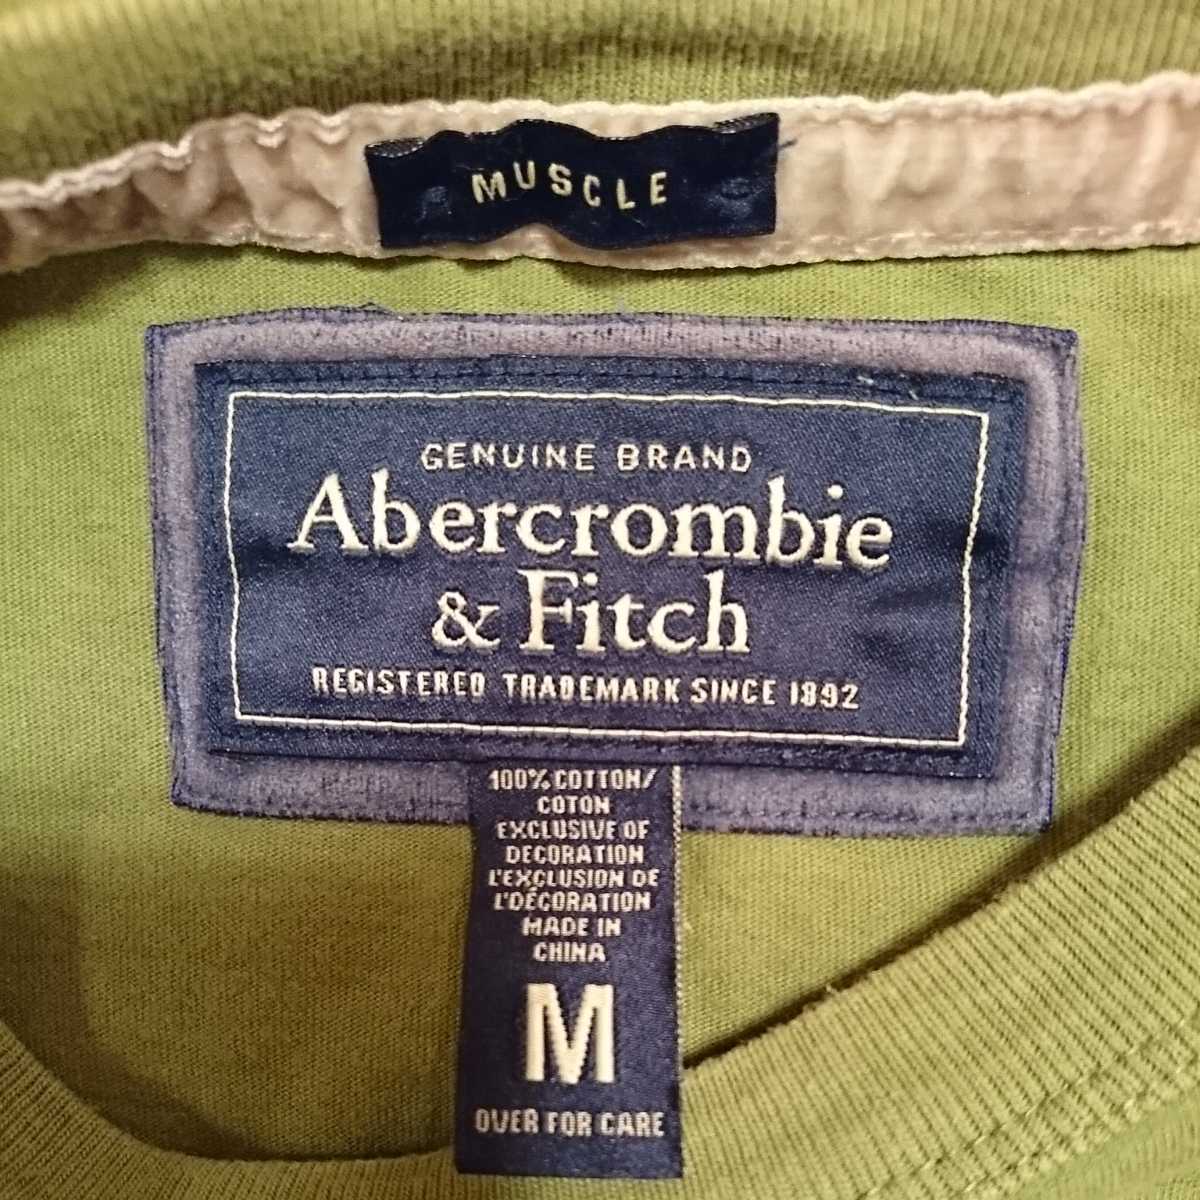 MUSCLE
GENUINE BRAND
Abercrombie
& Fitch
REGISTERED TRADEMARK SINCE 1892
100% COTTON/
COTON
EXCLUSIVE OF
DECORATION
L'EXCLUSION DE
L'DÉCORATION
MADE IN
CHINA
M
OVER FOR CARE